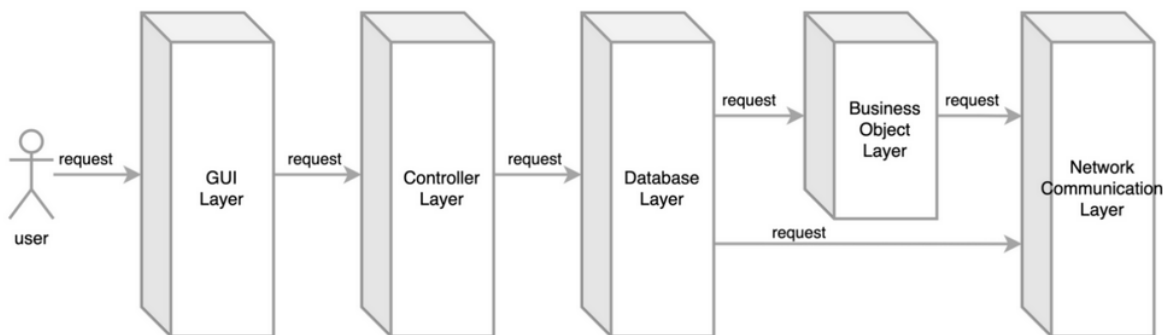 request
user
GUI
Layer
request
Controller
Layer
request
Database
Layer
request
request
Business
Object
Layer
request
Network
Communication
Layer